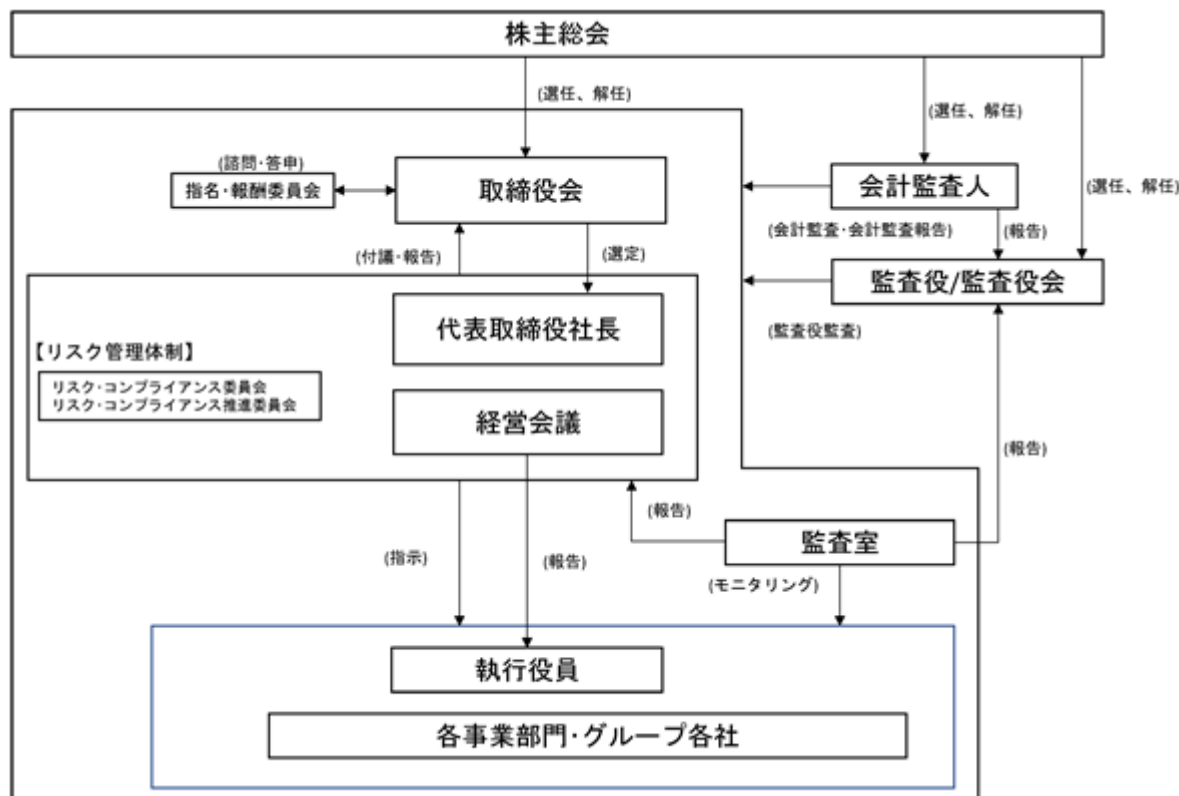 株主総会
(選任、解任)
(選任、解任)
(選任、解任)
(諮問・答申)
指名・報酬委員会
取締役会
会計監査人
(会計監査・会計監査報告)
(報告)
(付議・報告)
(選定)
監査役/監査役会
(監査役監査)
代表取締役社長
【リスク管理体制】
リスク・コンプライアンス委員会
リスク・コンプライアンス推進委員会
経営会議
(報告)
(報告)
監査室
(指示)
(報告)
(モニタリング)
執行役員
各事業部門・グループ各社